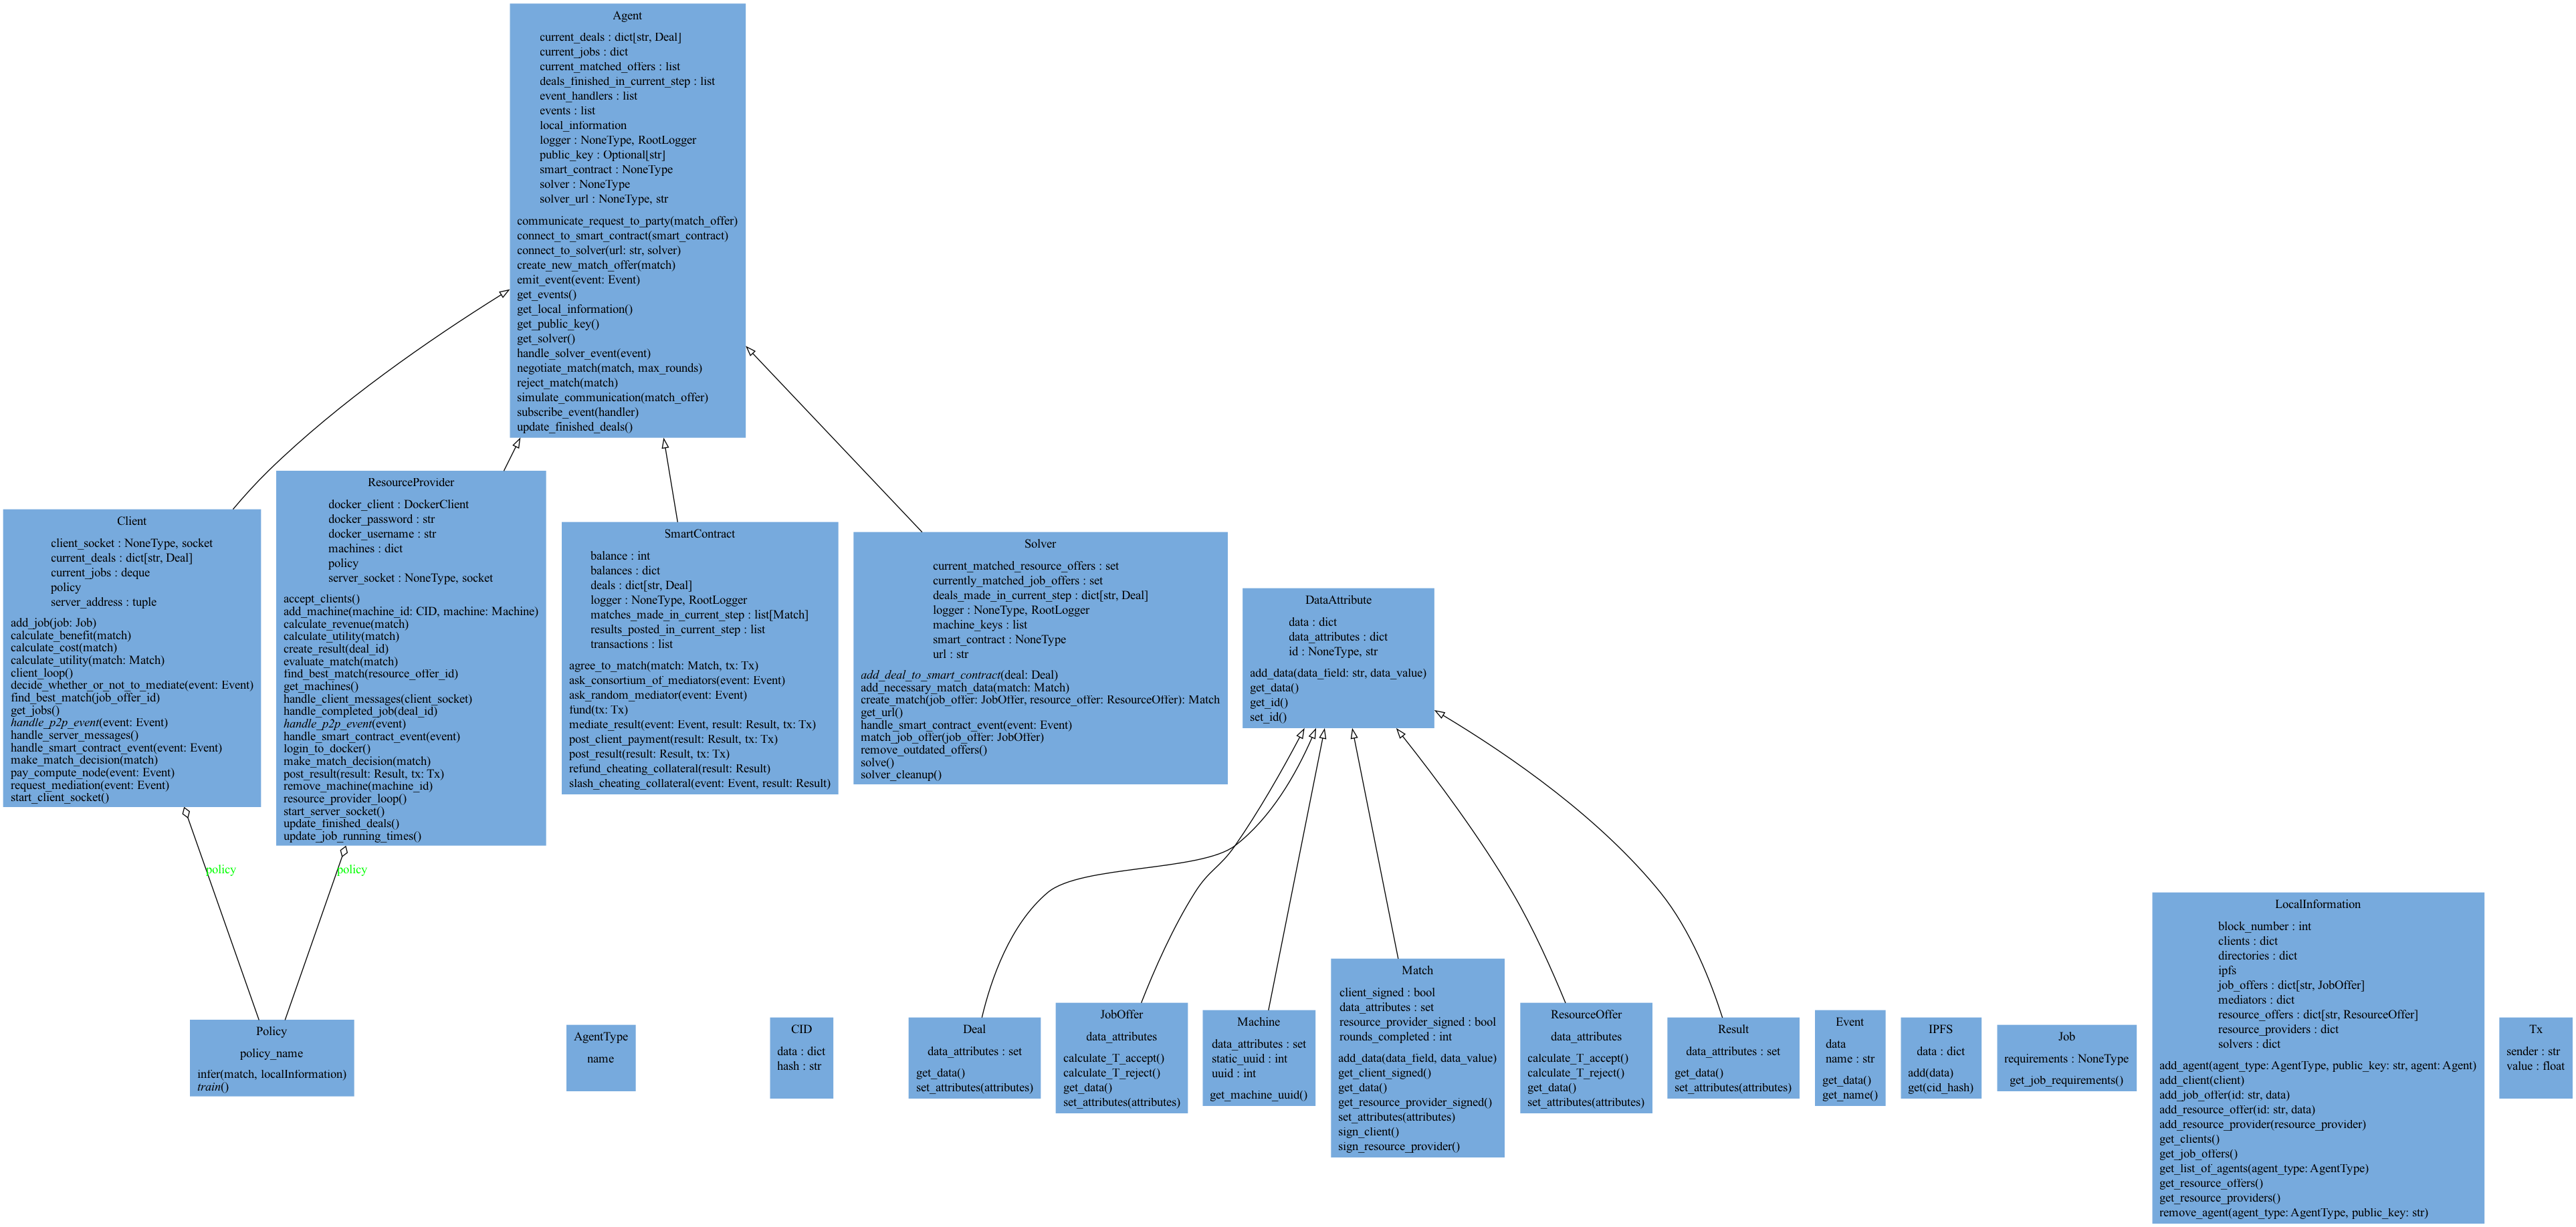 Agent
current_deals : dict[str, Deal]
current_jobs : dict
current_matched_offers : list
deals_finished_in_current_step : list
event_handlers : list
events : list
local_information
logger : NoneType, RootLogger
public_key : Optional[str]
smart_contract : NoneType
solver : NoneType
solver_url : NoneType, str
communicate_request_to_party(match_offer)
connect_to_smart_contract(smart_contract)
connect_to_solver(url: str, solver)
create_new_match_offer(match)
emit_event(event: Event)
get_events()
get_local_information()
get_public_key()
get_solver()
handle_solver_event(event)
negotiate_match(match, max_rounds)
reject_match(match)
simulate_communication(match_offer)
subscribe_event(handler)
update_finished_deals()
Client
client_socket : NoneType, socket
current_deals : dict[str, Deal]
current_jobs : deque
policy
server_address : tuple
add_job(job: Job)
calculate_benefit(match)
calculate_cost(match)
calculate_utility(match: Match)
client_loop()
decide_whether_or_not_to_mediate(event: Event)
find_best_match(job_offer_id)
get_jobs()
handle_p2p_event(event: Event)
handle_server_messages()
handle_smart_contract_event(event: Event)
make_match_decision(match)
pay_compute_node(event: Event)
request_mediation(event: Event)
start_client_socket()
ResourceProvider
docker_client : DockerClient
docker_password : str
docker_username : str
machines : dict
policy
server_socket : NoneType, socket
accept_clients()
add_machine(machine_id: CID, machine: Machine)
calculate_revenue(match)
calculate_utility(match)
create_result(deal_id)
evaluate_match(match)
find_best_match(resource_offer_id)
get_machines()
handle_client_messages(client_socket)
handle_completed_job(deal_id)
handle_p2p_event(event)
handle_smart_contract_event(event)
login_to_docker()
make_match_decision(match)
post_result(result: Result, tx: Tx)
remove_machine(machine_id)
resource_provider_loop()
start_server_socket()
update_finished_deals()
update_job_running_times()
SmartContract
balance : int
balances : dict
deals : dict[str, Deal]
logger : NoneType, RootLogger
matches_made_in_current_step : list[Match]
results_posted_in_current_step : list
transactions : list
agree_to_match(match: Match, tx: Tx)
ask_consortium_of_mediators(event: Event)
ask_random_mediator(event: Event)
fund(tx: Tx)
mediate_result(event: Event, result: Result, tx: Tx)
post_client_payment(result: Result, tx: Tx)
post_result(result: Result, tx: Tx)
refund_cheating_collateral(result: Result)
slash_cheating_collateral(event: Event, result: Result)
Solver
current_matched_resource_offers : set
currently_matched_job_offers : set
deals_made_in_current_step : dict[str, Deal]
logger : NoneType, RootLogger
machine_keys : list
smart_contract : NoneType
url : str
add_deal_to_smart_contract(deal: Deal)
add_necessary_match_data(match: Match)
create_match(job_offer: JobOffer, resource_offer: ResourceOffer): Match
get_url()
handle_smart_contract_event(event: Event)
match_job_offer(job_offer: JobOffer)
remove_outdated_offers()
solve()
solver_cleanup()
DataAttribute
data : dict
data_attributes : dict
id : NoneType, str
add_data(data_field: str, data_value)
get_data()
get_id()
set_id()
policy
policy
Policy
policy_name
infer(match, localInformation)
train()
AgentType
name
CID
data : dict
hash : str
Deal
data_attributes : set
get_data()
set_attributes(attributes)
JobOffer
data_attributes
calculate_T_accept()
calculate_T_reject()
get_data()
set_attributes(attributes)
Machine
data_attributes : set
static_uuid : int
uuid : int
get_machine_uuid()
Match
client_signed : bool
data_attributes : set
resource_provider_signed : bool
rounds_completed : int
add_data(data_field, data_value)
get_client_signed()
get_data()
get_resource_provider_signed()
set_attributes(attributes)
sign_client()
sign_resource_provider()
ResourceOffer
data_attributes
calculate_T_accept()
calculate_T_reject()
get_data()
set_attributes(attributes)
Result
data_attributes : set
get_data()
set_attributes(attributes)
Event
data
name : str
get_data()
get_name()
IPFS
data : dict
add(data)
get(cid_hash)
Job
requirements : NoneType
get_job_requirements()
LocalInformation
block_number : int
clients : dict
directories : dict
ipfs
job_offers : dict[str, JobOffer]
mediators : dict
resource_offers : dict[str, ResourceOffer]
resource_providers : dict
solvers : dict
add_agent(agent_type: AgentType, public_key: str, agent: Agent)
add_client(client)
add_job_offer(id: str, data)
add_resource_offer(id: str, data)
add_resource_provider(resource_provider)
get_clients()
get_job_offers()
get_list_of_agents(agent_type: AgentType)
get_resource_offers()
get_resource_providers()
remove_agent(agent_type: AgentType, public_key: str)
Tx
sender : str
value : float